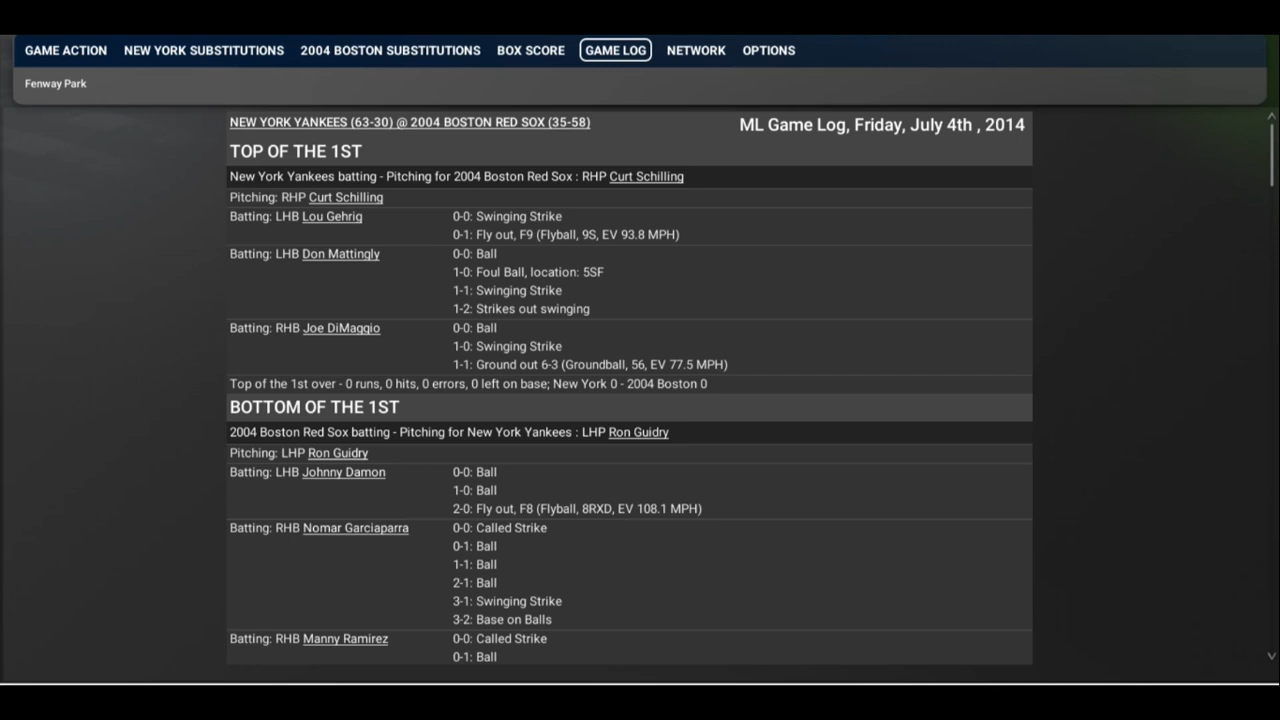 GAME ACTION NEW YORK SUBSTITUTIONS 2004 BOSTON SUBSTITUTIONS BOX SCORE GAME LOG NETWORK OPTIONS
Fenway Park
NEW YORK YANKEES (63-30) @ 2004 BOSTON RED SOX (35-58) ML Game Log, Friday, July 4th , 2014
TOP OF THE 1ST
New York Yankees batting - Pitching for 2004 Boston Red Sox : RHP Curt Schilling
Pitching: RHP Curt Schilling
Batting: LHB Lou Gehrig 0-0: Swinging Strike
0-1: Fly out, F9 (Flyball, 9S, EV 93.8 MPH)
Batting: LHB Don Mattingly 0-0: Ball
1-0: Foul Ball, location: 5SF
1-1: Swinging Strike
1-2: Strikes out swinging
Batting: RHB Joe DiMaggio 0-0: Ball
1-0: Swinging Strike
1-1: Ground out 6-3 (Groundball, 56, EV 77.5 MPH)
Top of the 1st over - 0 runs, 0 hits, 0 errors, 0 left on base; New York 0 - 2004 Boston 0
BOTTOM OF THE 1ST
2004 Boston Red Sox batting - Pitching for New York Yankees : LHP Ron Guidry
Pitching: LHP Ron Guidry
Batting: LHB Johnny Damon 0-0: Ball
1-0: Ball
2-0: Fly out, F8 (Flyball, 8RXD, EV 108.1 MPH)
Batting: RHB Nomar Garciaparra 0-0: Called Strike
0-1: Ball
1-1: Ball
2-1: Ball
3-1: Swinging Strike
3-2: Base on Balls
Batting: RHB Manny Ramirez 0-0: Called Strike
0-1: Ball